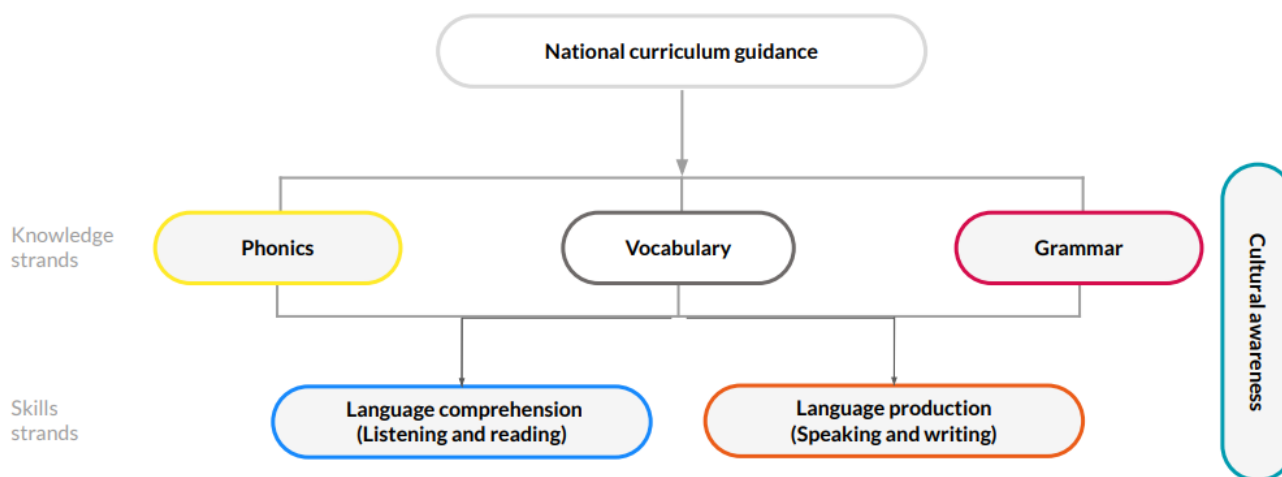 National curriculum guidance
Knowledge
strands
Phonics
Vocabulary
Grammar
Cultural awareness
Skills
strands
Language comprehension
(Listening and reading)
Language production
(Speaking and writing)